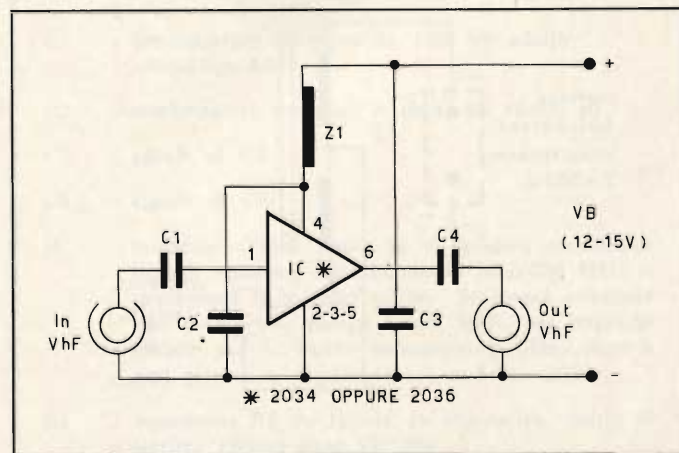 +
Z1
4
C1
1
IC *
6
C4
VB
(12-15V)
In
VhF
C2
2-3-5
C3
Out
VhF
-
* 2034 OPPURE 2036